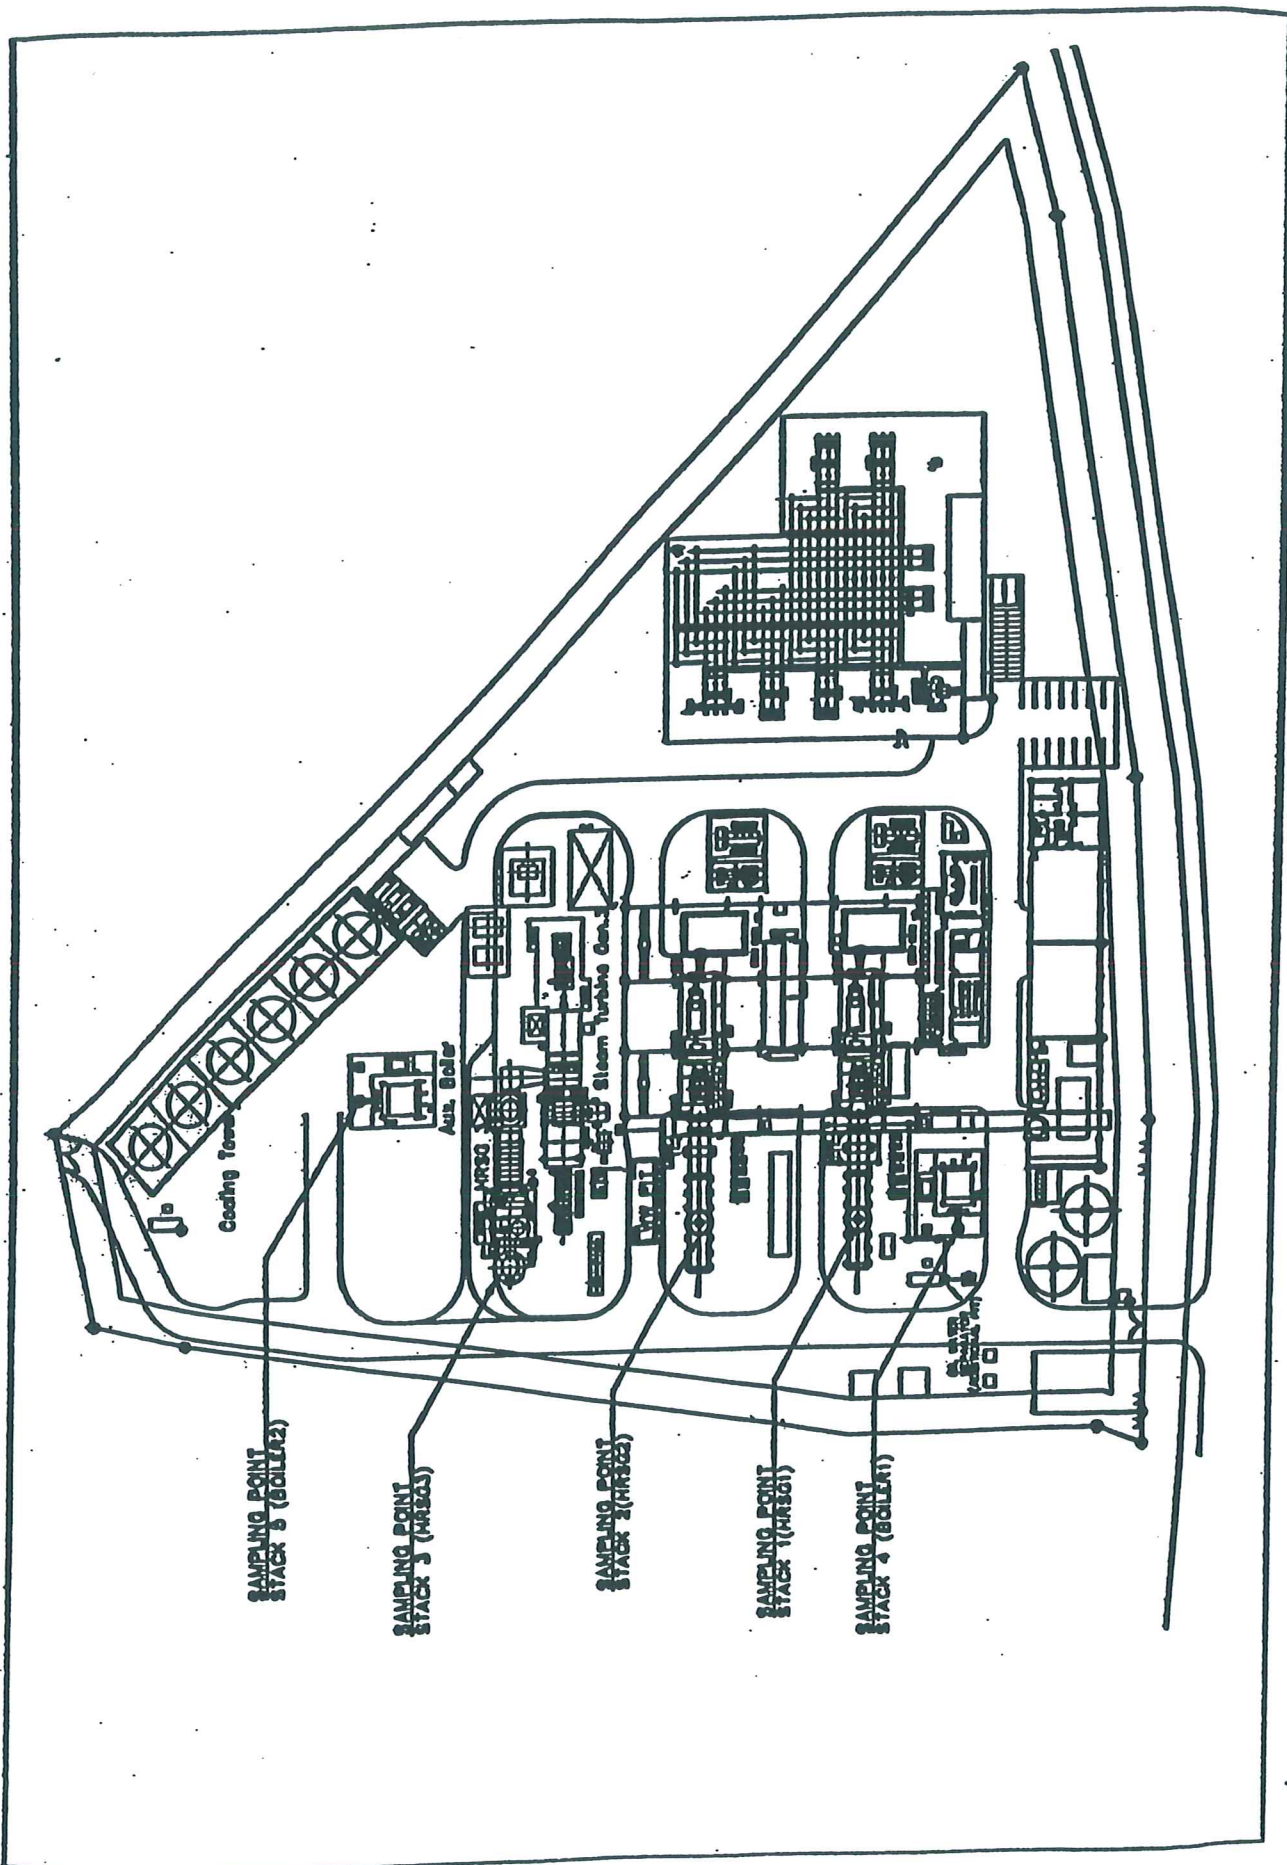 SAMPLING POINT
STACK 5 (BOILER2)
SAMPLING POINT
STACK 3 (HRSG3)
SAMPLING POINT
STACK 2(HRSG2)
SAMPLING POINT
STACK 1(HRSG1)
SAMPLING POINT
STACK 4 (BOILER1)
Cooling Tower
Aux. Boiler
HRSG
Steam Turbine Gen.